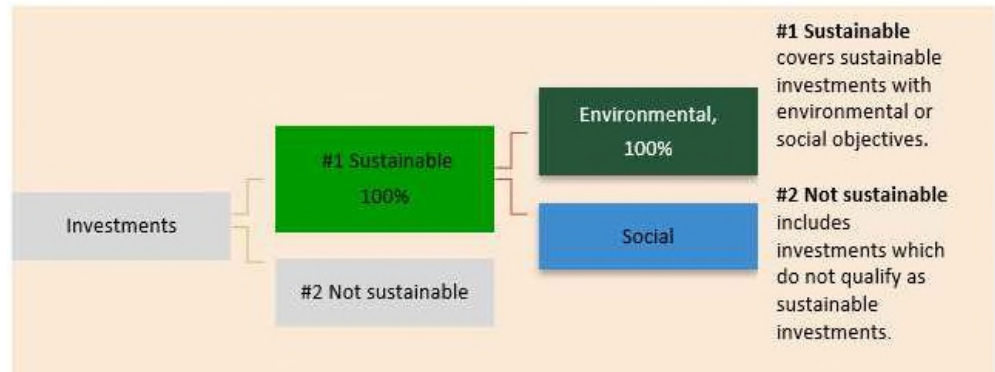 Investments
#1 Sustainable
100%
#2 Not sustainable
Environmental,
100%
Social
#1 Sustainable
covers sustainable
investments with
environmental or
social objectives.
#2 Not sustainable
includes
investments which
do not qualify as
sustainable
investments.